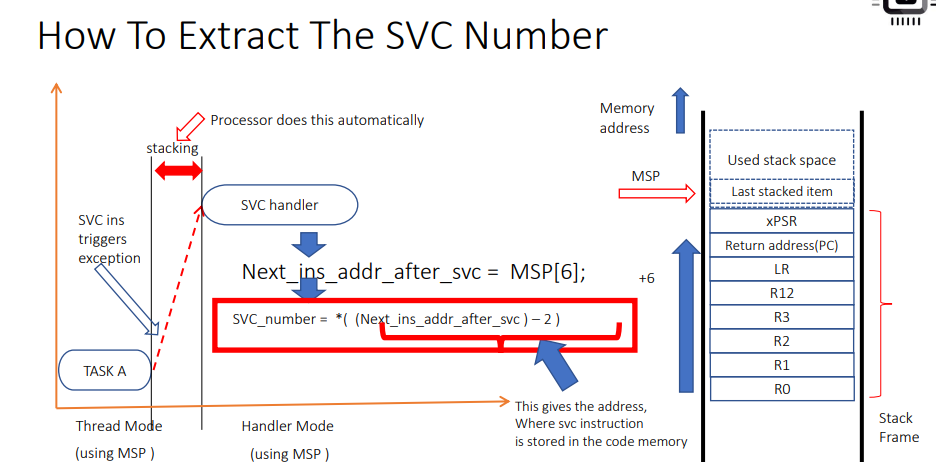 How To Extract The SVC Number
Processor does this automatically
stacking
SVC handler
SVC ins
triggers
exception
Next_ins_addr_after_svc = MSP[6];
SVC_number = *( (Next_ins_addr_after_svc ) – 2 )
TASK A
This gives the address,
Where svc instruction
is stored in the code memory
Thread Mode
(using MSP )
Handler Mode
(using MSP )
Memory
address
MSP
+6
Used stack space
Last stacked item
xPSR
Return address(PC)
LR
R12
R3
R2
R1
R0
Stack
Frame